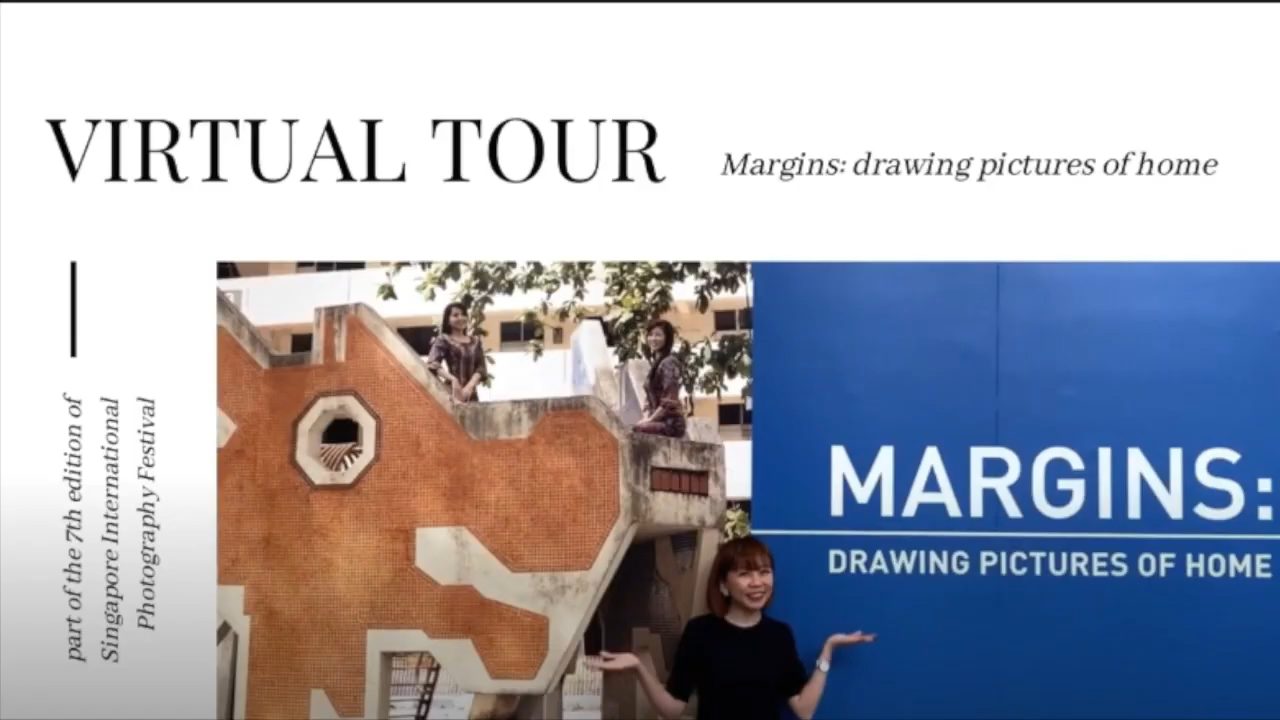 VIRTUAL TOUR
Margins: drawing pictures of home
part of the 7th edition of
Singapore International
Photography Festival
MARGINS:
DRAWING PICTURES OF HOME